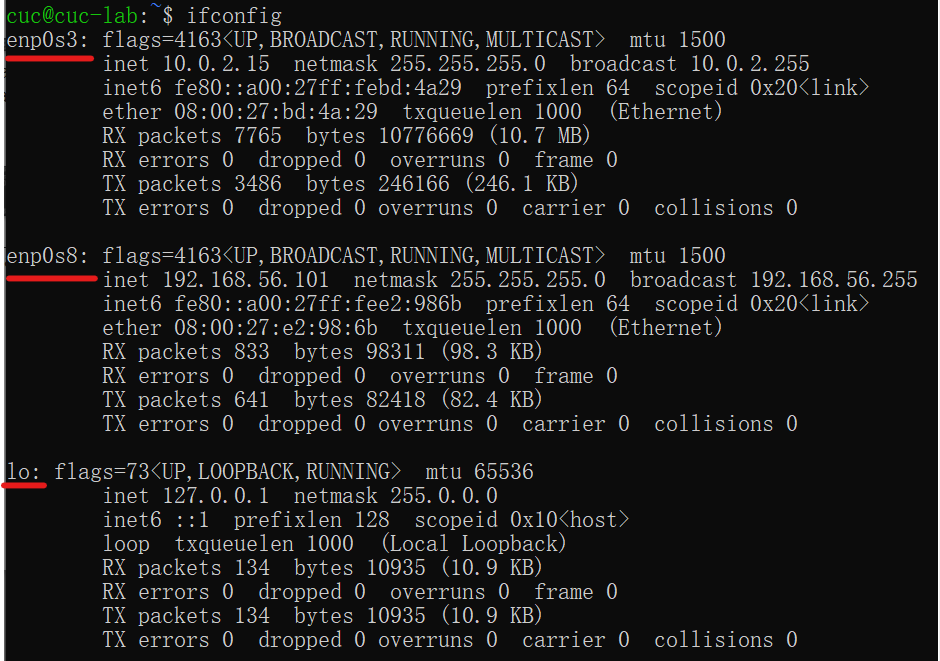 cuc@cuc-lab:~$ ifconfig
enp0s3: flags=4163<UP,BROADCAST,RUNNING,MULTICAST>  mtu 1500
        inet 10.0.2.15  netmask 255.255.255.0  broadcast 10.0.2.255
        inet6 fe80::a00:27ff:febd:4a29  prefixlen 64  scopeid 0x20<link>
        ether 08:00:27:bd:4a:29  txqueuelen 1000  (Ethernet)
        RX packets 7765  bytes 10776669 (10.7 MB)
        RX errors 0  dropped 0  overruns 0  frame 0
        TX packets 3486  bytes 246166 (246.1 KB)
        TX errors 0  dropped 0 overruns 0  carrier 0  collisions 0

enp0s8: flags=4163<UP,BROADCAST,RUNNING,MULTICAST>  mtu 1500
        inet 192.168.56.101  netmask 255.255.255.0  broadcast 192.168.56.255
        inet6 fe80::a00:27ff:fee2:986b  prefixlen 64  scopeid 0x20<link>
        ether 08:00:27:e2:98:6b  txqueuelen 1000  (Ethernet)
        RX packets 833  bytes 98311 (98.3 KB)
        RX errors 0  dropped 0  overruns 0  frame 0
        TX packets 641  bytes 82418 (82.4 KB)
        TX errors 0  dropped 0 overruns 0  carrier 0  collisions 0

lo: flags=73<UP,LOOPBACK,RUNNING>  mtu 65536
        inet 127.0.0.1  netmask 255.0.0.0
        inet6 ::1  prefixlen 128  scopeid 0x10<host>
        loop  txqueuelen 1000  (Local Loopback)
        RX packets 134  bytes 10935 (10.9 KB)
        RX errors 0  dropped 0  overruns 0  frame 0
        TX packets 134  bytes 10935 (10.9 KB)
        TX errors 0  dropped 0 overruns 0  carrier 0  collisions 0